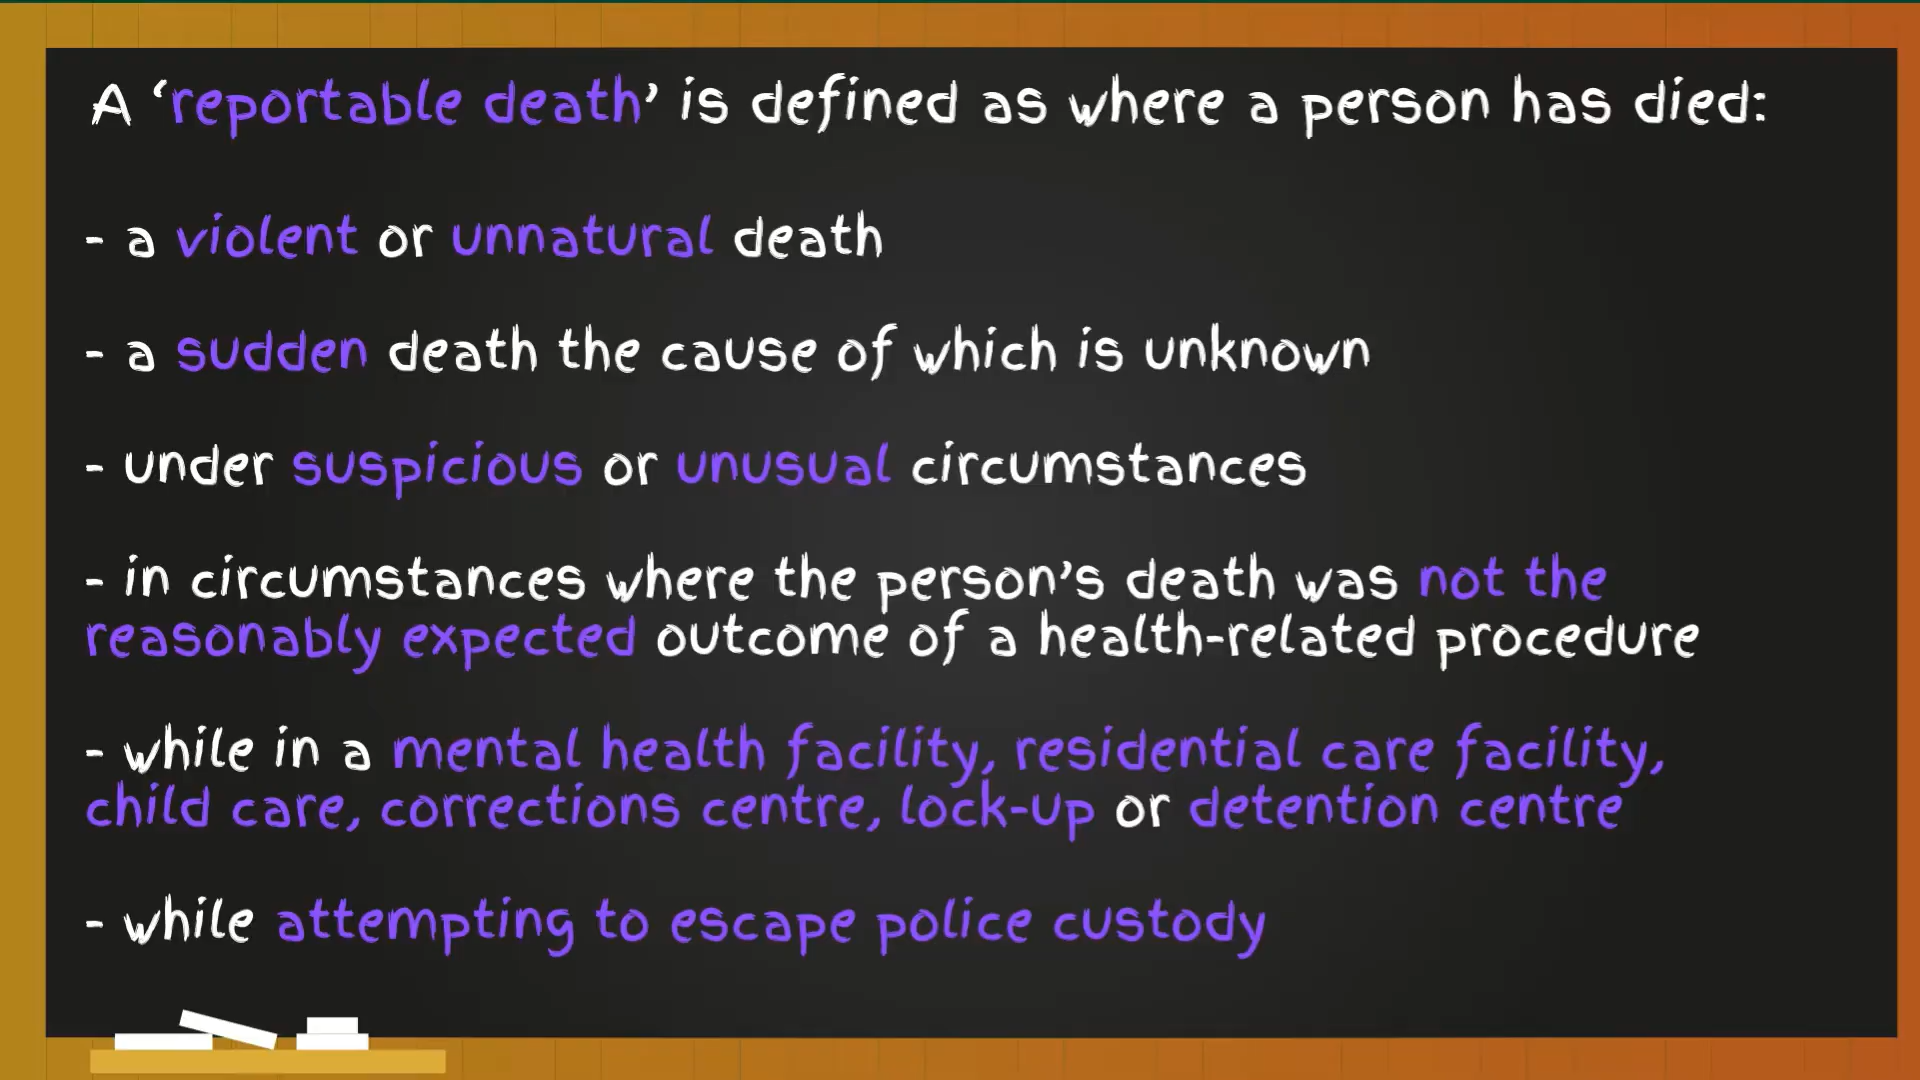 A ‘reportable death’ is defined as where a person has died:
- a violent or unnatural death
- a sudden death the cause of which is unknown
- under suspicious or unusual circumstances
- in circumstances where the person’s death was not the
reasonably expected outcome of a health-related procedure
- while in a mental health facility, residential care facility,
child care, corrections centre, lock-up or detention centre
- while attempting to escape police custody